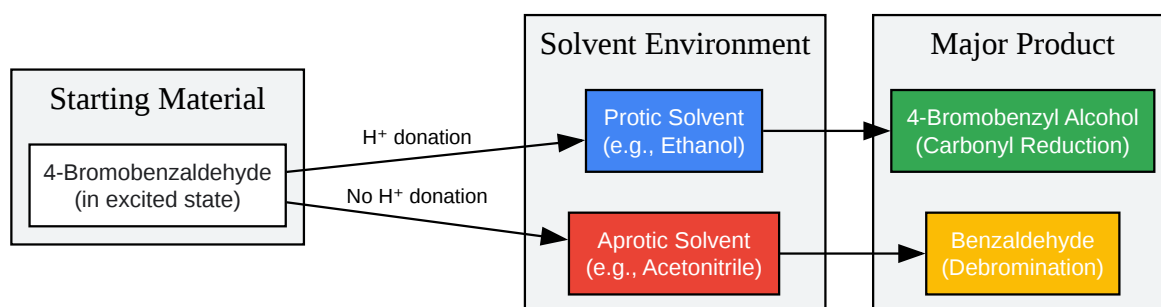 Starting Material
4-Bromobenzaldehyde
(in excited state)
H⁺ donation
No H⁺ donation
Solvent Environment
Protic Solvent
(e.g., Ethanol)
Aprotic Solvent
(e.g., Acetonitrile)
Major Product
4-Bromobenzyl Alcohol
(Carbonyl Reduction)
Benzaldehyde
(Debromination)